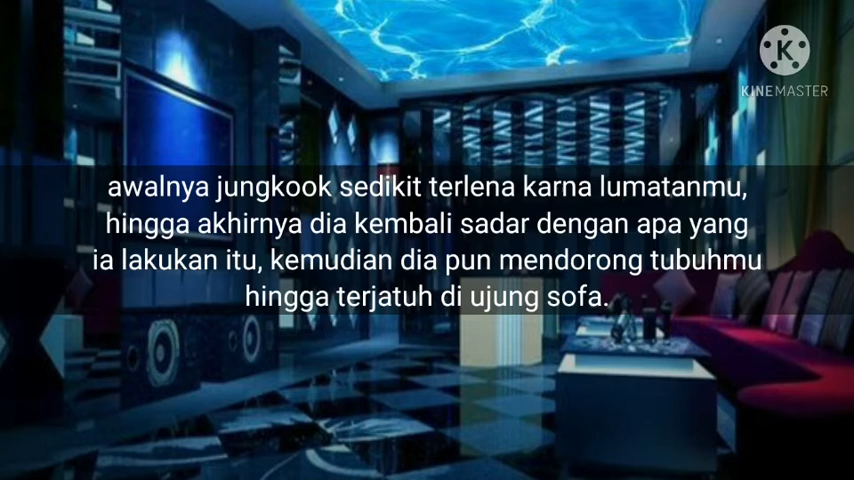 K
KINEMASTER
awalnya jungkook sedikit terlena karna lumatanmu,
hingga akhirnya dia kembali sadar dengan apa yang
ia lakukan itu, kemudian dia pun mendorong tubuhmu
hingga terjatuh di ujung sofa.